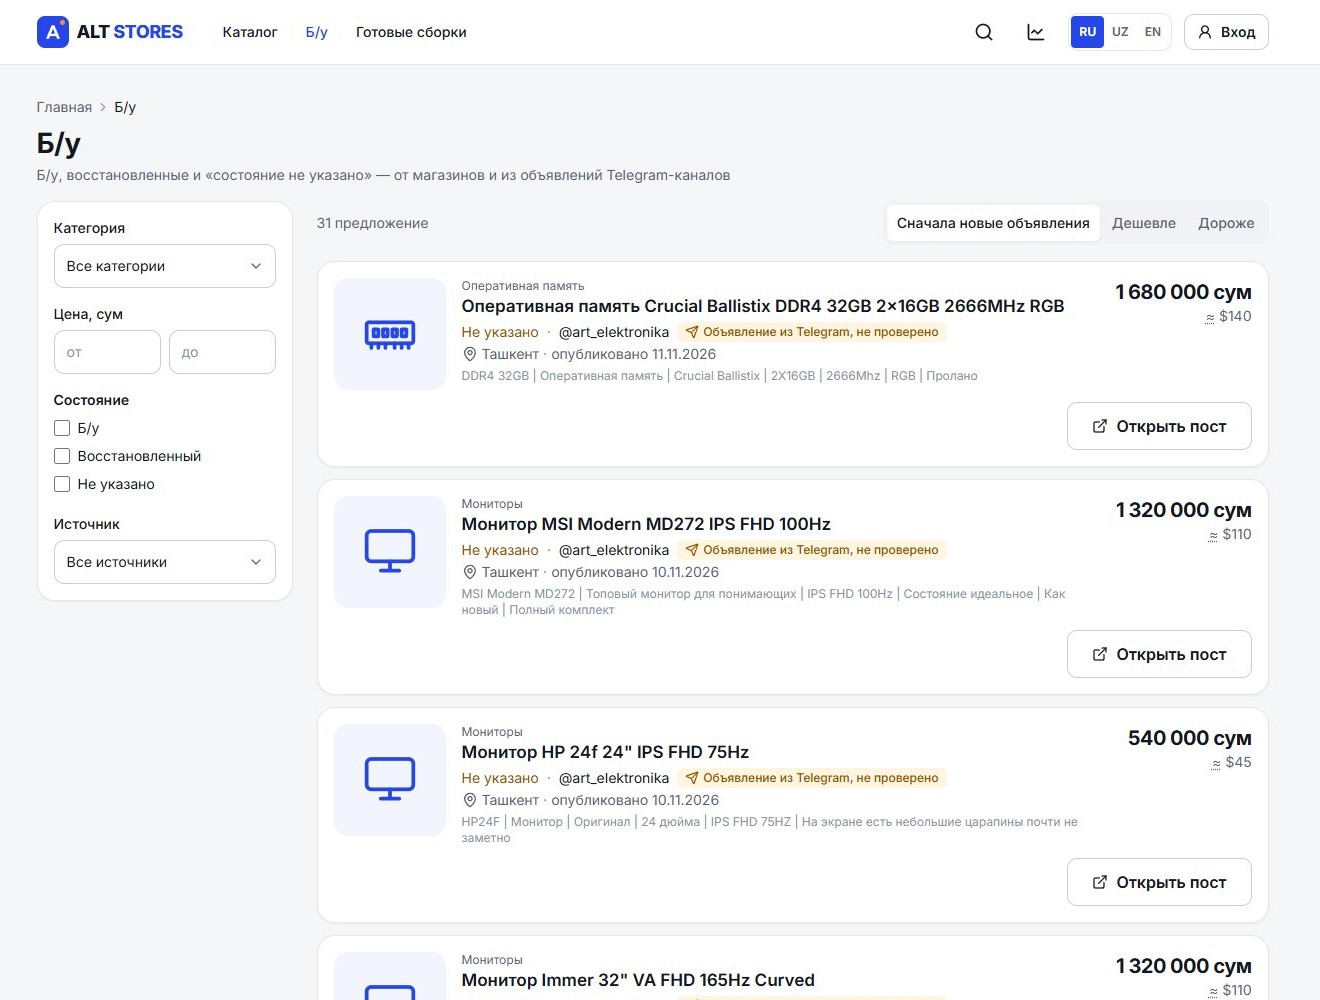 A ALT STORES Каталог Б/у Готовые сборки RU UZ EN Вход
Главная > Б/у
Б/у
Б/у, восстановленные и «состояние не указано» — от магазинов и из объявлений Telegram-каналов
Категория
Все категории
Цена, сум
от до
Состояние
Б/у
Восстановленный
Не указано
Источник
Все источники
31 предложение
Сначала новые объявления Дешевле Дороже
Оперативная память
Оперативная память Crucial Ballistix DDR4 32GB 2×16GB 2666MHz RGB
1 680 000 сум
≈ $140
Не указано · @art_elektronika Объявление из Telegram, не проверено
Ташкент · опубликовано 11.11.2026
DDR4 32GB | Оперативная память | Crucial Ballistix | 2X16GB | 2666Mhz | RGB | Пролано
Открыть пост
Мониторы
Монитор MSI Modern MD272 IPS FHD 100Hz
1 320 000 сум
≈ $110
Не указано · @art_elektronika Объявление из Telegram, не проверено
Ташкент · опубликовано 10.11.2026
MSI Modern MD272 | Топовый монитор для понимающих | IPS FHD 100Hz | Состояние идеальное | Как
новый | Полный комплект
Открыть пост
Мониторы
Монитор HP 24f 24" IPS FHD 75Hz
540 000 сум
≈ $45
Не указано · @art_elektronika Объявление из Telegram, не проверено
Ташкент · опубликовано 10.11.2026
HP24F | Монитор | Оригинал | 24 дюйма | IPS FHD 75HZ | На экране есть небольшие царапины почти не
заметно
Открыть пост
Мониторы
Монитор Immer 32" VA FHD 165Hz Curved
1 320 000 сум
≈ $110